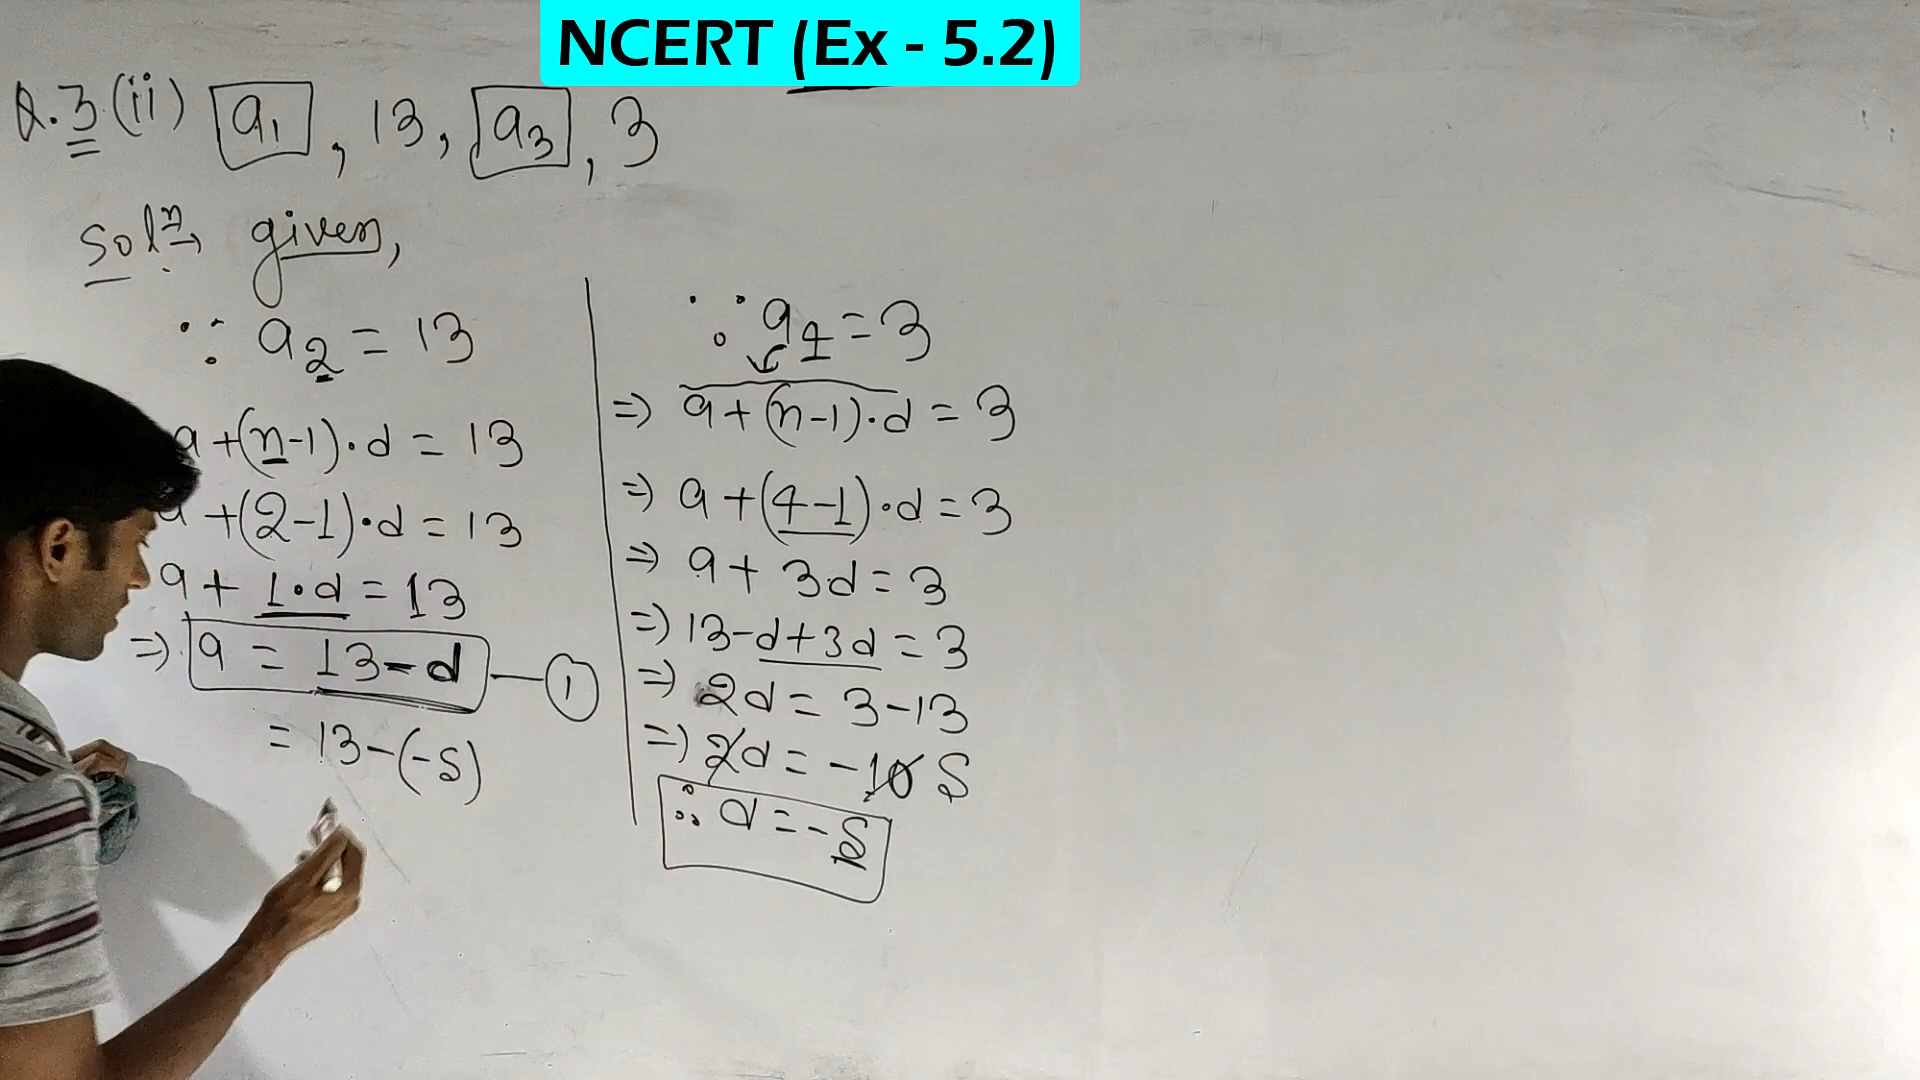 NCERT (Ex - 5.2)
Q.3 (ii) a₁, 13, a₃, 3
Solⁿ→ given,
∵ a₂ = 13
a+(n-1)·d = 13
a+(2-1)·d = 13
a + 1·d = 13
⇒ a = 13-d — ①
= 13-(-5)
∵ a₄ = 3
⇒ a+(n-1)·d = 3
⇒ a+(4-1)·d = 3
⇒ a + 3d = 3
⇒ 13-d+3d = 3
⇒ 2d = 3-13
⇒ 2d = -10 5
∴ d = -5